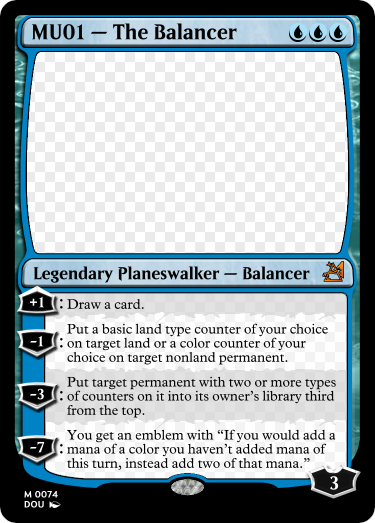 MU01 — The Balancer
Legendary Planeswalker — Balancer
+1: Draw a card.
-1: Put a basic land type counter of your choice
on target land or a color counter of your
choice on target nonland permanent.
-3: Put target permanent with two or more types
of counters on it into its owner's library third
from the top.
-7: You get an emblem with “If you would add a
mana of a color you haven't added mana of
this turn, instead add two of that mana.”
3
M 0074
DOU